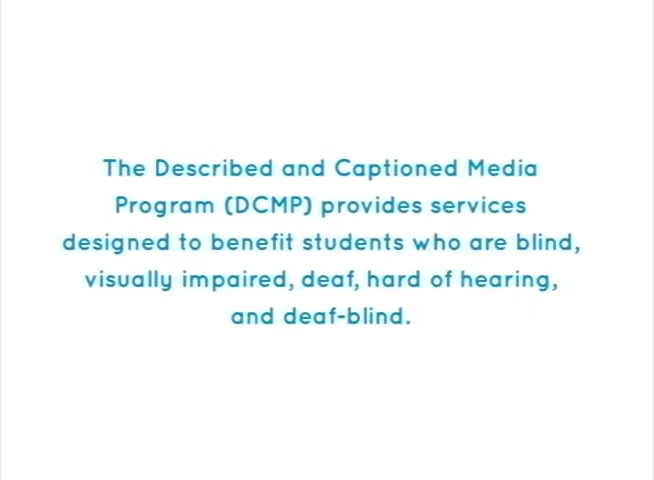 The Described and Captioned Media
Program (DCMP) provides services
designed to benefit students who are blind,
visually impaired, deaf, hard of hearing,
and deaf-blind.